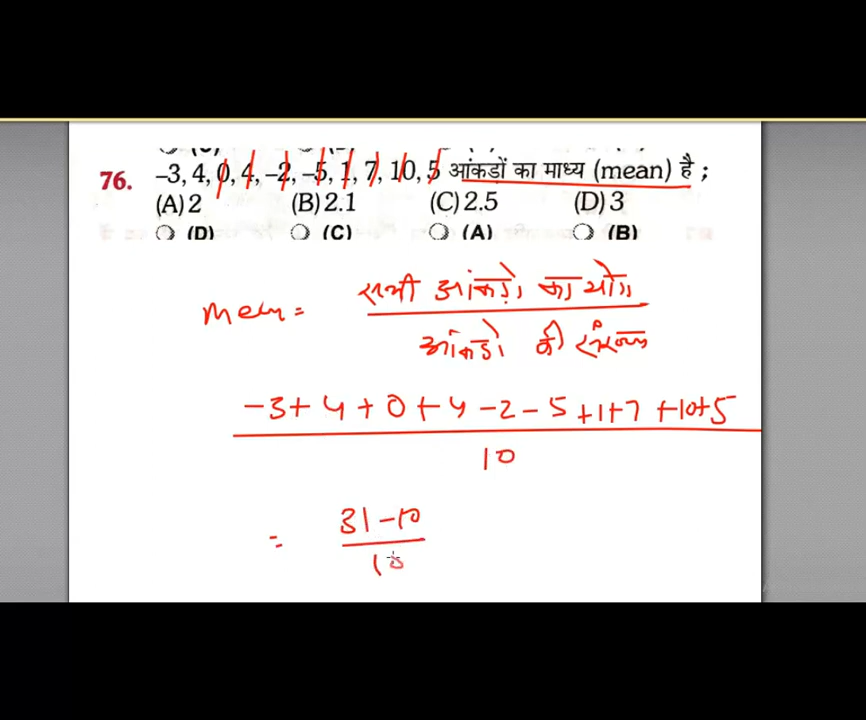 76. –3, 4, 0, 4, –2, –5, 1, 7, 10, 5 आंकडों का माध्य (mean) है ;
(A) 2 (B) 2.1 (C) 2.5 (D) 3
(D) (C) (A) (B)
mean = सभी आंकड़ो का योग
आंकडो की संख्या
-3 + 4 + 0 + 4 - 2 - 5 + 1 + 7 + 10 + 5
10
= 31 - 10
10